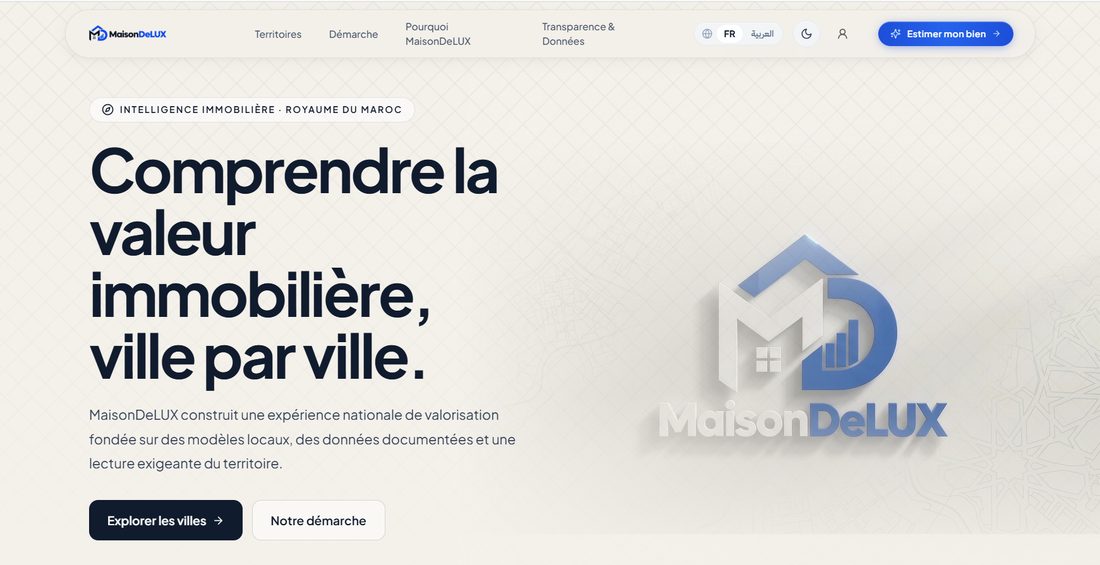 MaisonDeLUX
Territoires
Démarche
Pourquoi
MaisonDeLUX
Transparence &
Données
FR
العربية
Estimer mon bien →
INTELLIGENCE IMMOBILIÈRE · ROYAUME DU MAROC
Comprendre la
valeur
immobilière,
ville par ville.
MaisonDeLUX construit une expérience nationale de valorisation
fondée sur des modèles locaux, des données documentées et une
lecture exigeante du territoire.
Explorer les villes →
Notre démarche
MD
MaisonDeLUX